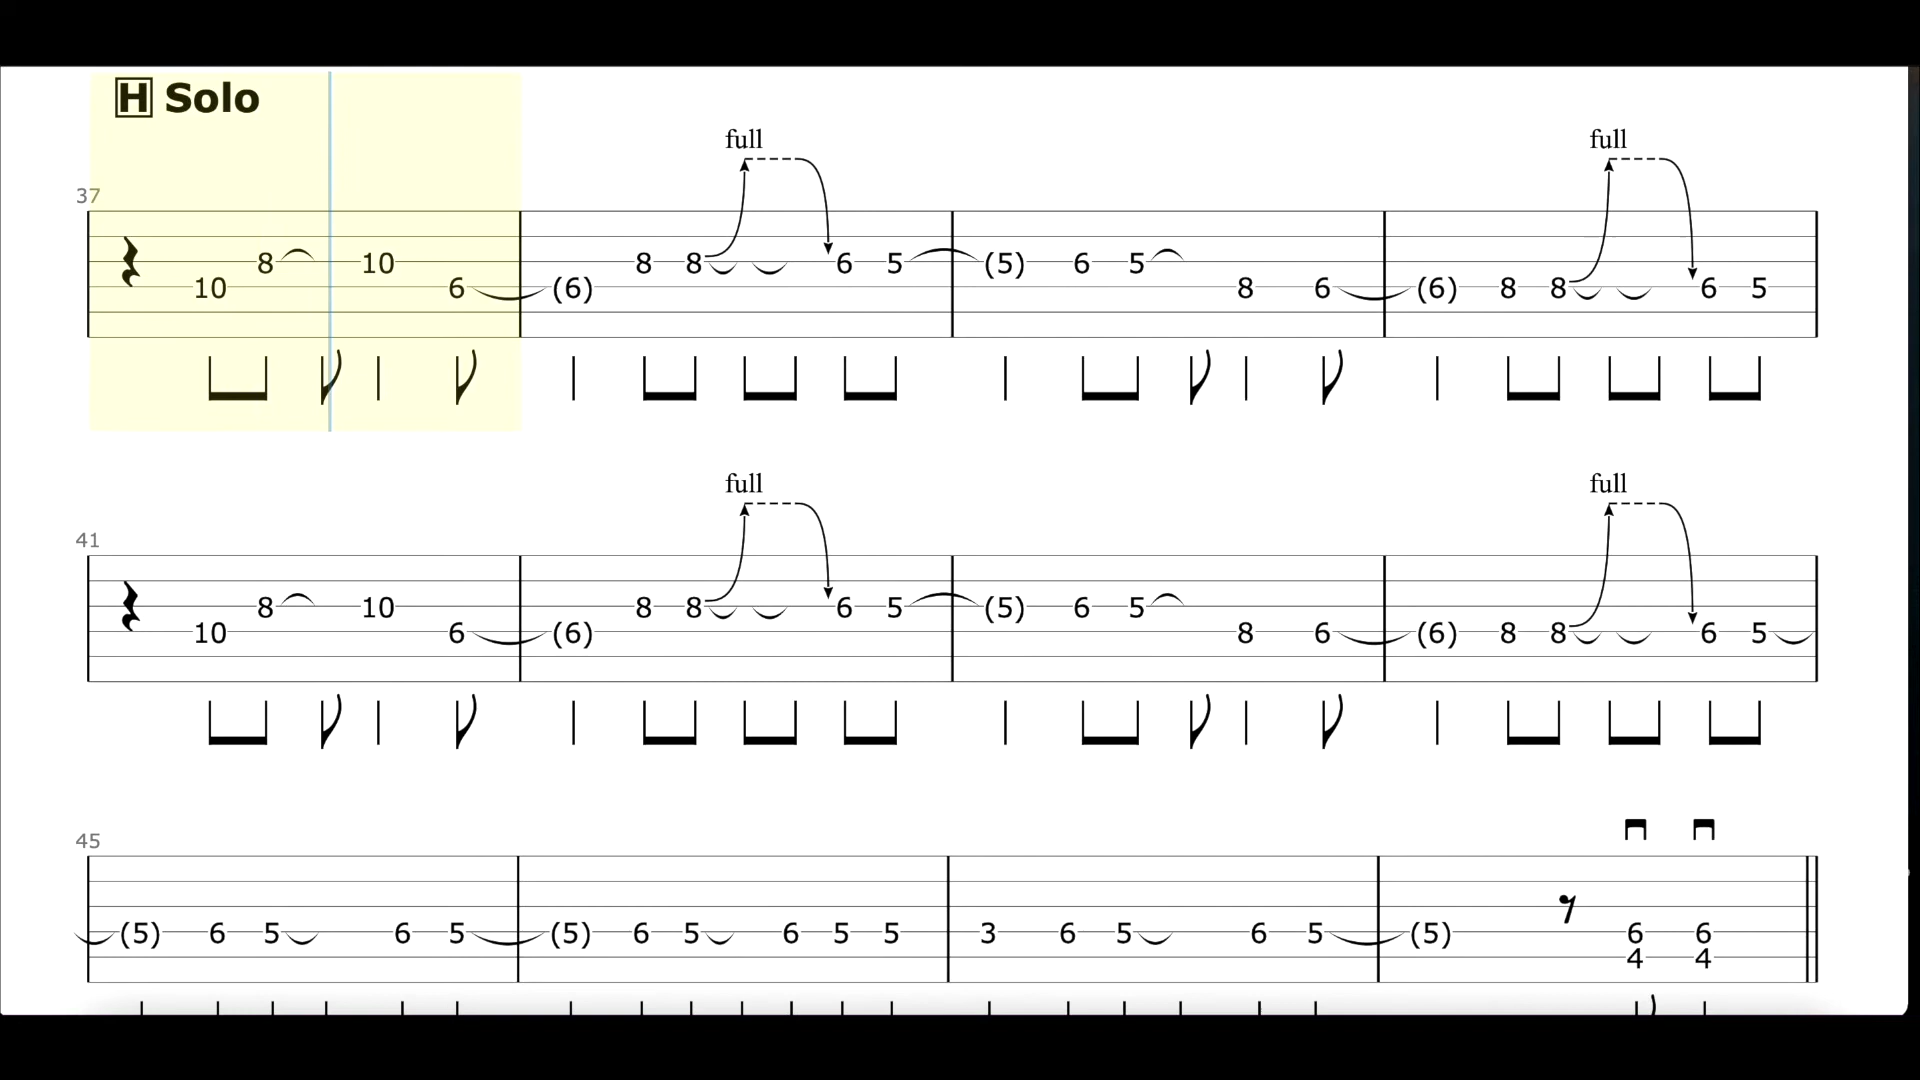 H Solo
full full
37
8 10 8 8 6 5 (5) 6 5
10 6 (6) 8 6 (6) 8 8 6 5
full full
41
8 10 8 8 6 5 (5) 6 5
10 6 (6) 8 6 (6) 8 8 6 5
45
(5) 6 5 6 5 (5) 6 5 6 5 5 3 6 5 6 5 (5) 6 6
4 4